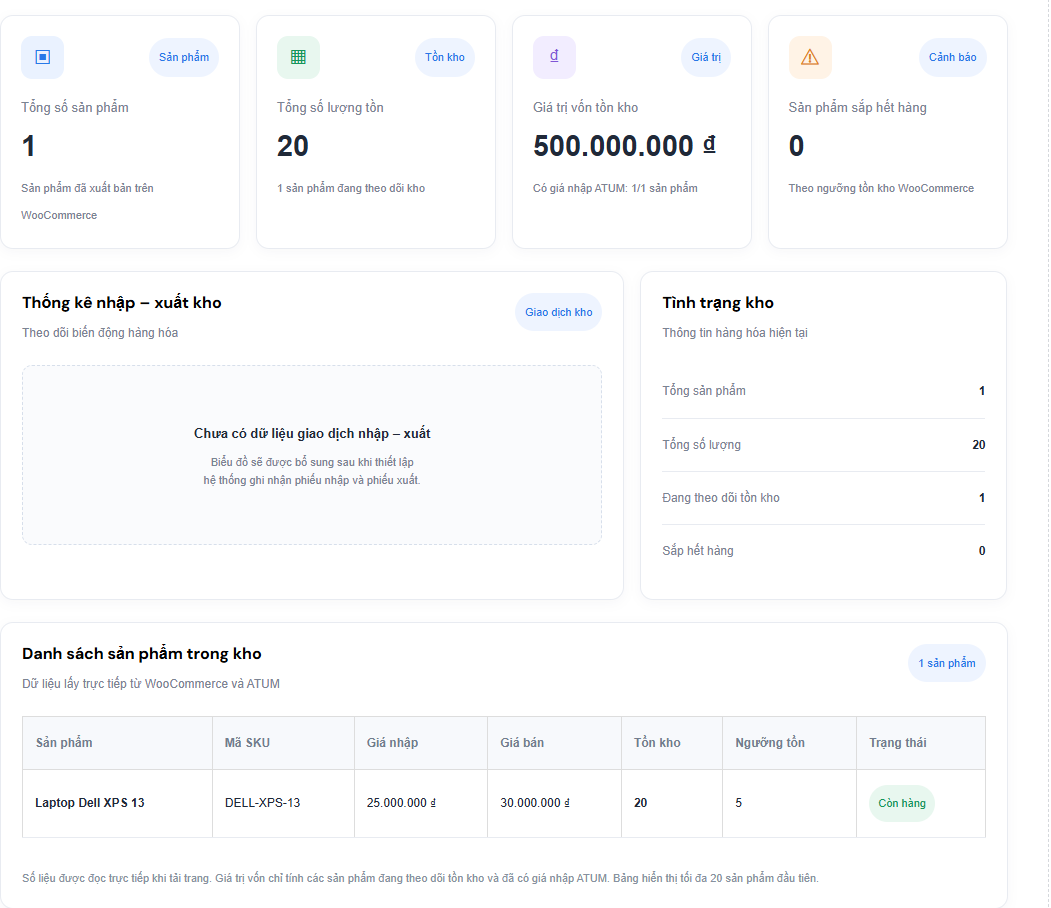 Sản phẩm
Tồn kho
đ
Giá trị
Cảnh báo
Tổng số sản phẩm
Tổng số lượng tồn
Giá trị vốn tồn kho
Sản phẩm sắp hết hàng
1
20
500.000.000 ₫
0
Sản phẩm đã xuất bản trên
WooCommerce
1 sản phẩm đang theo dõi kho
Có giá nhập ATUM: 1/1 sản phẩm
Theo ngưỡng tồn kho WooCommerce
Thống kê nhập – xuất kho
Theo dõi biến động hàng hóa
Giao dịch kho
Chưa có dữ liệu giao dịch nhập – xuất
Biểu đồ sẽ được bổ sung sau khi thiết lập
hệ thống ghi nhận phiếu nhập và phiếu xuất.
Tình trạng kho
Thông tin hàng hóa hiện tại
Tổng sản phẩm 1
Tổng số lượng 20
Đang theo dõi tồn kho 1
Sắp hết hàng 0
Danh sách sản phẩm trong kho
Dữ liệu lấy trực tiếp từ WooCommerce và ATUM
1 sản phẩm
Sản phẩm Mã SKU Giá nhập Giá bán Tồn kho Ngưỡng tồn Trạng thái
Laptop Dell XPS 13 DELL-XPS-13 25.000.000 ₫ 30.000.000 ₫ 20 5 Còn hàng
Số liệu được đọc trực tiếp khi tải trang. Giá trị vốn chỉ tính các sản phẩm đang theo dõi tồn kho và đã có giá nhập ATUM. Bảng hiển thị tối đa 20 sản phẩm đầu tiên.